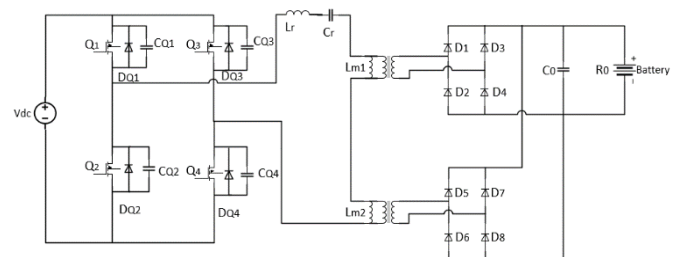 Lr
Cr
Q1
CQ1
Q3
CQ3
DQ1
DQ3
Vdc
Lm1
D1
D3
D2
D4
C0
R0
+
Battery
-
Q2
CQ2
Q4
CQ4
DQ2
DQ4
Lm2
D5
D7
D6
D8